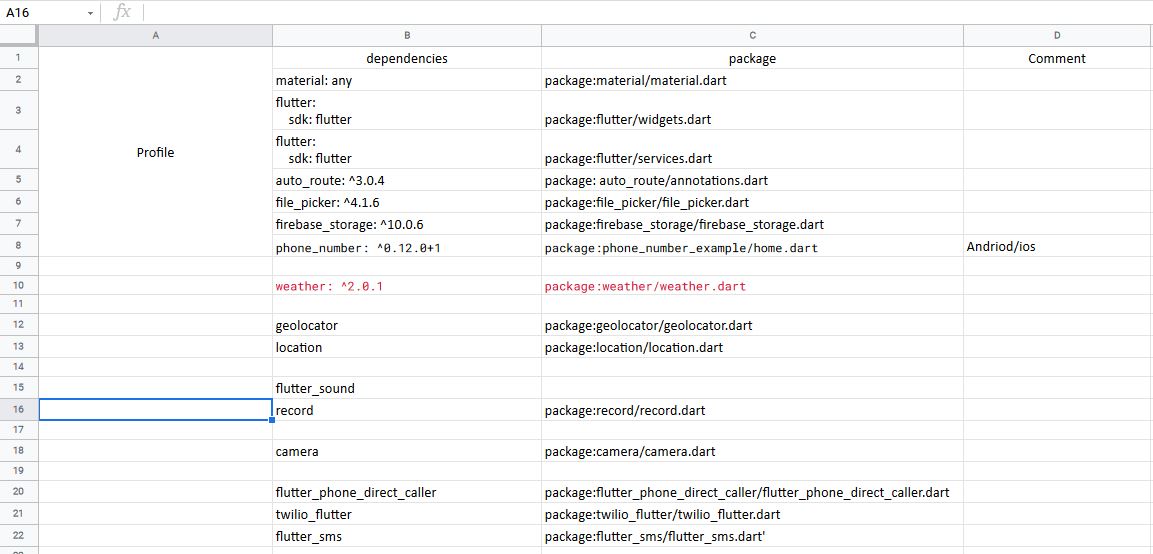 A16 fx
A B C D
1 dependencies package Comment
2 material: any package:material/material.dart
flutter:
3 sdk: flutter package:flutter/widgets.dart
flutter:
4 Profile sdk: flutter package:flutter/services.dart
5 auto_route: ^3.0.4 package: auto_route/annotations.dart
6 file_picker: ^4.1.6 package:file_picker/file_picker.dart
7 firebase_storage: ^10.0.6 package:firebase_storage/firebase_storage.dart
8 phone_number: ^0.12.0+1 package:phone_number_example/home.dart Andriod/ios
9
10 weather: ^2.0.1 package:weather/weather.dart
11
12 geolocator package:geolocator/geolocator.dart
13 location package:location/location.dart
14
15 flutter_sound
16 record package:record/record.dart
17
18 camera package:camera/camera.dart
19
20 flutter_phone_direct_caller package:flutter_phone_direct_caller/flutter_phone_direct_caller.dart
21 twilio_flutter package:twilio_flutter/twilio_flutter.dart
22 flutter_sms package:flutter_sms/flutter_sms.dart'